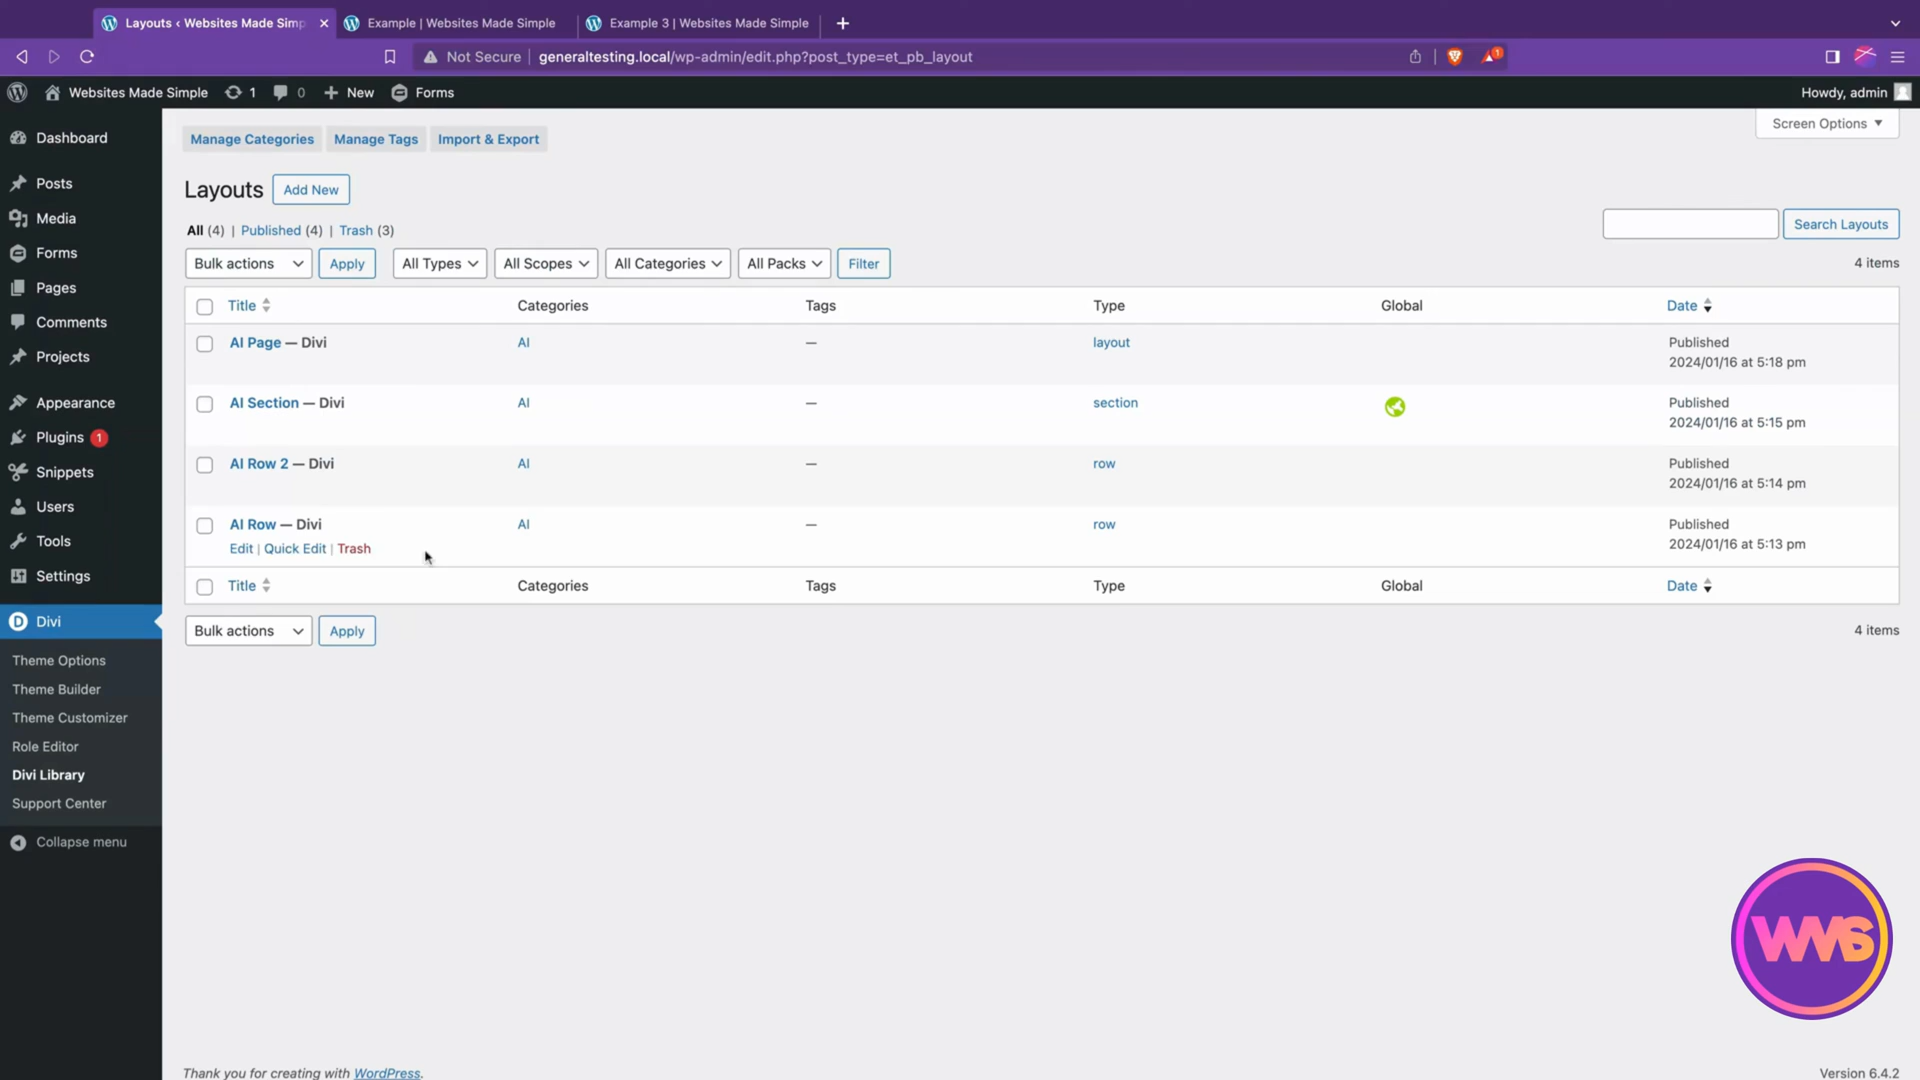 Layouts ‹ Websites Made Simp
Example | Websites Made Simple
Example 3 | Websites Made Simple
Not Secure
generaltesting.local/wp-admin/edit.php?post_type=et_pb_layout
1
Websites Made Simple
1
0
New
Forms
Howdy, admin
Dashboard
Posts
Media
Forms
Pages
Comments
Projects
Appearance
Plugins 1
Snippets
Users
Tools
Settings
Divi
Theme Options
Theme Builder
Theme Customizer
Role Editor
Divi Library
Support Center
Collapse menu
Manage Categories Manage Tags Import & Export
Screen Options
Layouts Add New
All (4) | Published (4) | Trash (3)
Search Layouts
Bulk actions Apply All Types All Scopes All Categories All Packs Filter 4 items
Title Categories Tags Type Global Date
AI Page — Divi AI — layout Published
2024/01/16 at 5:18 pm
AI Section — Divi AI — section Published
2024/01/16 at 5:15 pm
AI Row 2 — Divi AI — row Published
2024/01/16 at 5:14 pm
AI Row — Divi AI — row Published
Edit | Quick Edit | Trash 2024/01/16 at 5:13 pm
Title Categories Tags Type Global Date
Bulk actions Apply 4 items
WMS
Thank you for creating with WordPress. Version 6.4.2